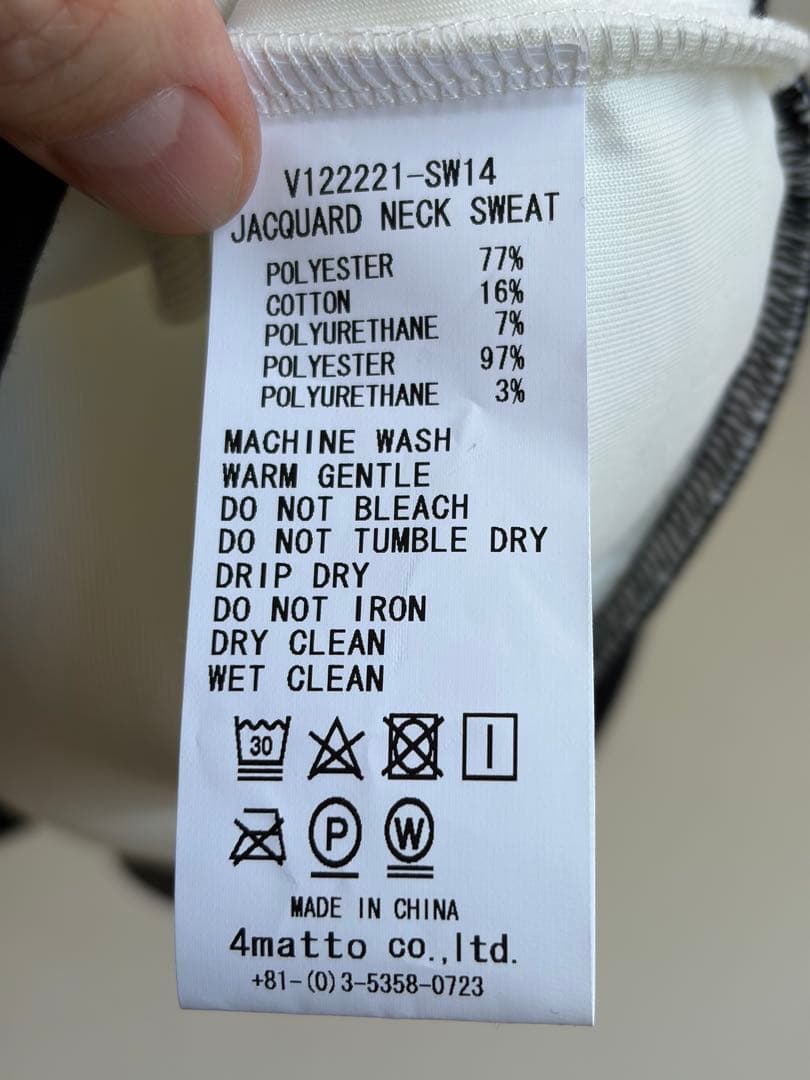 V122221-SW14
JACQUARD NECK SWEAT
POLYESTER 77%
COTTON 16%
POLYURETHANE 7%
POLYESTER 97%
POLYURETHANE 3%
MACHINE WASH
WARM GENTLE
DO NOT BLEACH
DO NOT TUMBLE DRY
DRIP DRY
DO NOT IRON
DRY CLEAN
WET CLEAN
30
P W
MADE IN CHINA
4matto co.,ltd.
+81-(0)3-5358-0723